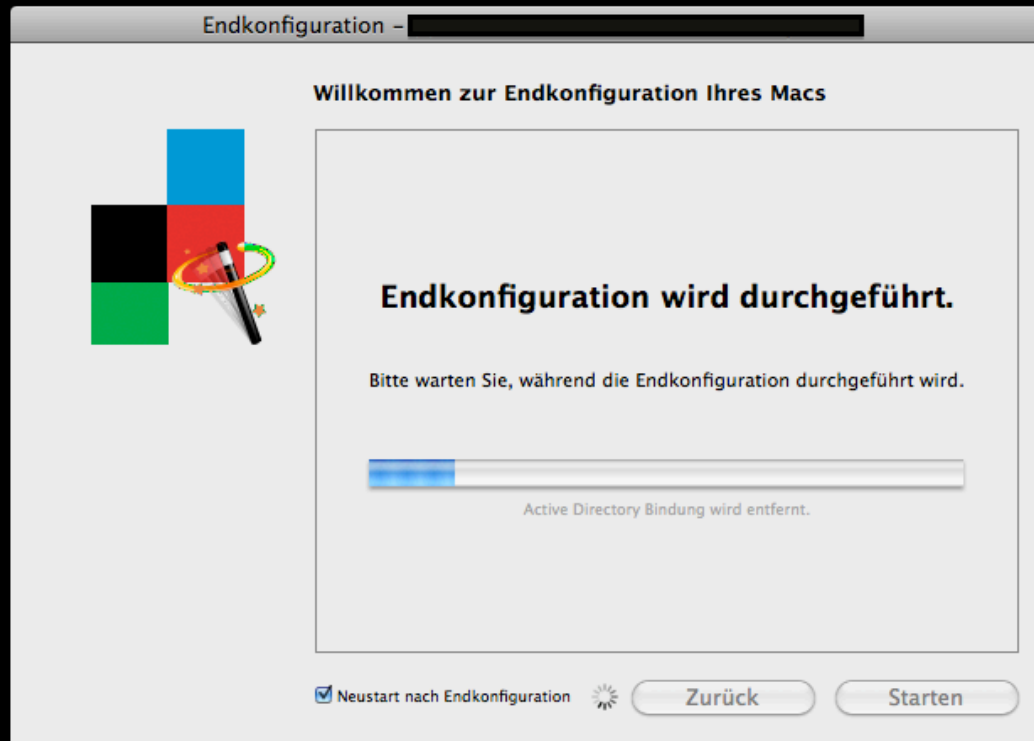 Endkonfiguration –
Willkommen zur Endkonfiguration Ihres Macs
Endkonfiguration wird durchgeführt.
Bitte warten Sie, während die Endkonfiguration durchgeführt wird.
Active Directory Bindung wird entfernt.
Neustart nach Endkonfiguration
Zurück
Starten